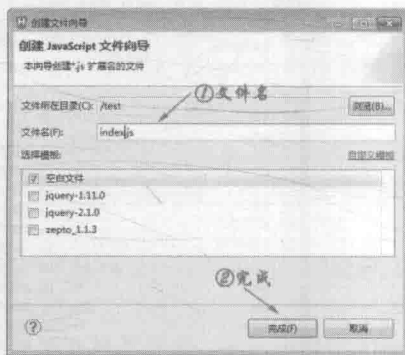 创建文件向导
创建 JavaScript 文件向导
本向导创建*.js 扩展名的文件
①文件名
文件所在目录(C): /test
浏览(B)...
文件名(F): index.js
选择模板:
自定义模板
空白文件
jquery-1.11.0
jquery-2.1.0
zepto_1.1.3
②完成
完成(F)
取消